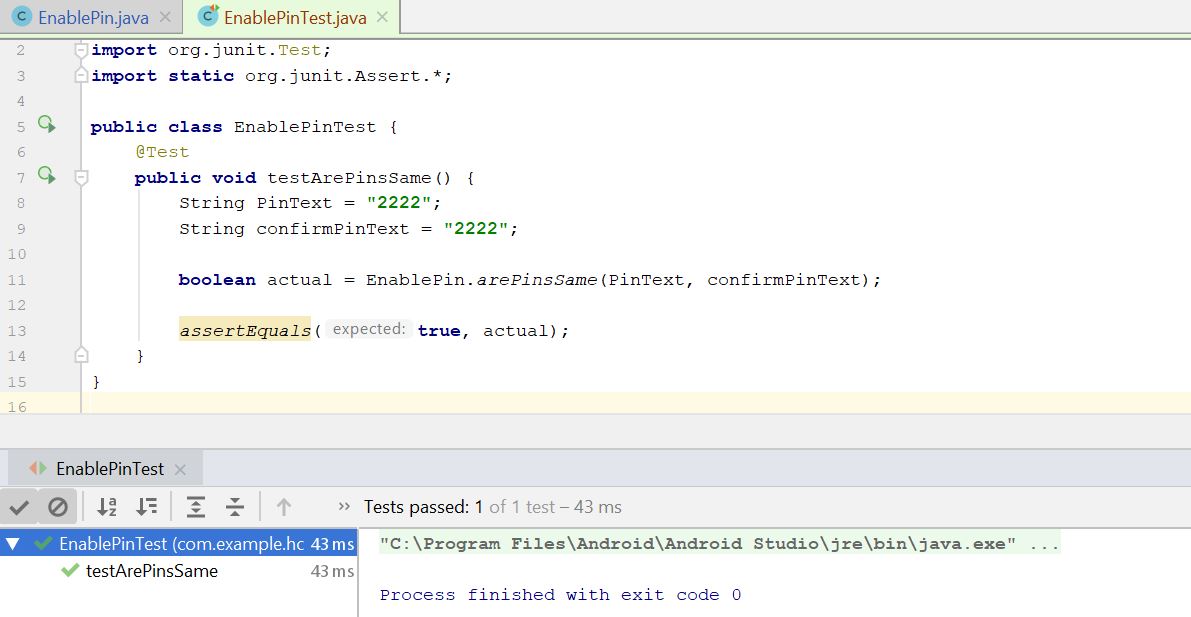 EnablePin.java
EnablePinTest.java
2 import org.junit.Test;
3 import static org.junit.Assert.*;
4
5 public class EnablePinTest {
6 @Test
7 public void testArePinsSame() {
8 String PinText = "2222";
9 String confirmPinText = "2222";
10
11 boolean actual = EnablePin.arePinsSame(PinText, confirmPinText);
12
13 assertEquals( expected: true, actual);
14 }
15 }
16
EnablePinTest
Tests passed: 1 of 1 test – 43 ms
EnablePinTest (com.example.hc 43 ms
testArePinsSame 43 ms
"C:\Program Files\Android\Android Studio\jre\bin\java.exe" ...
Process finished with exit code 0